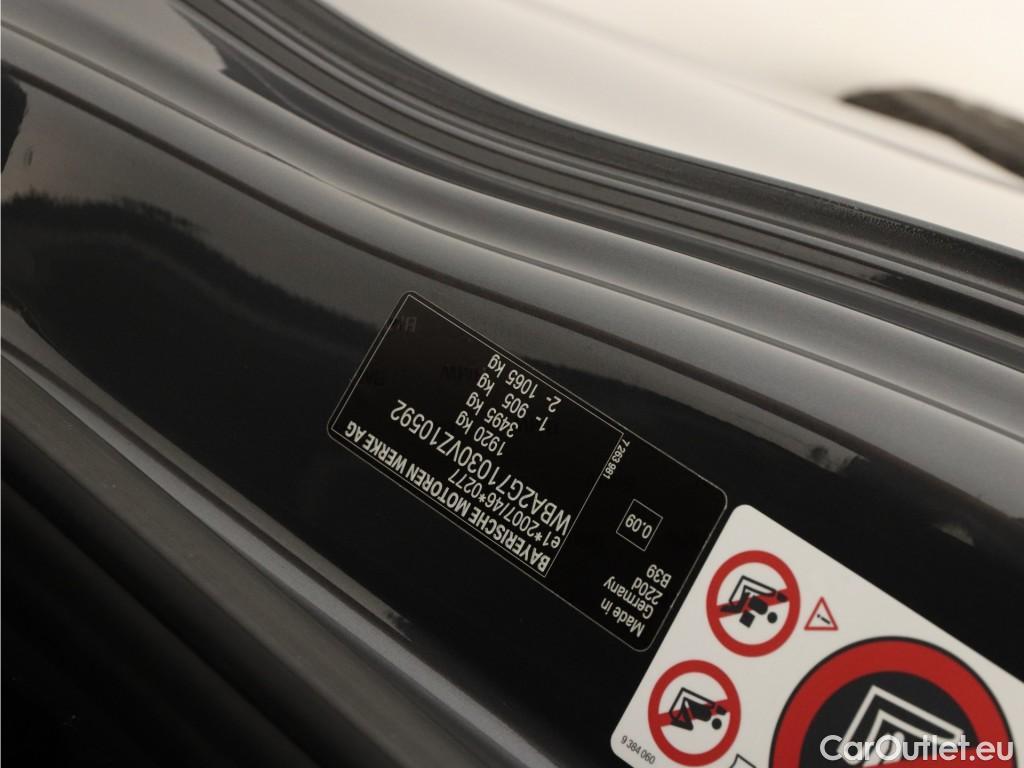 BAYERISCHE MOTOREN WERKE AG
e1*2007/46*0277
WBA2G71030VZ10592
1920 kg
3495 kg
1- 905 kg
2- 1065 kg
7 263 981
Made in
Germany
220d
B39
0.09
9 384 060
CarOutlet.eu